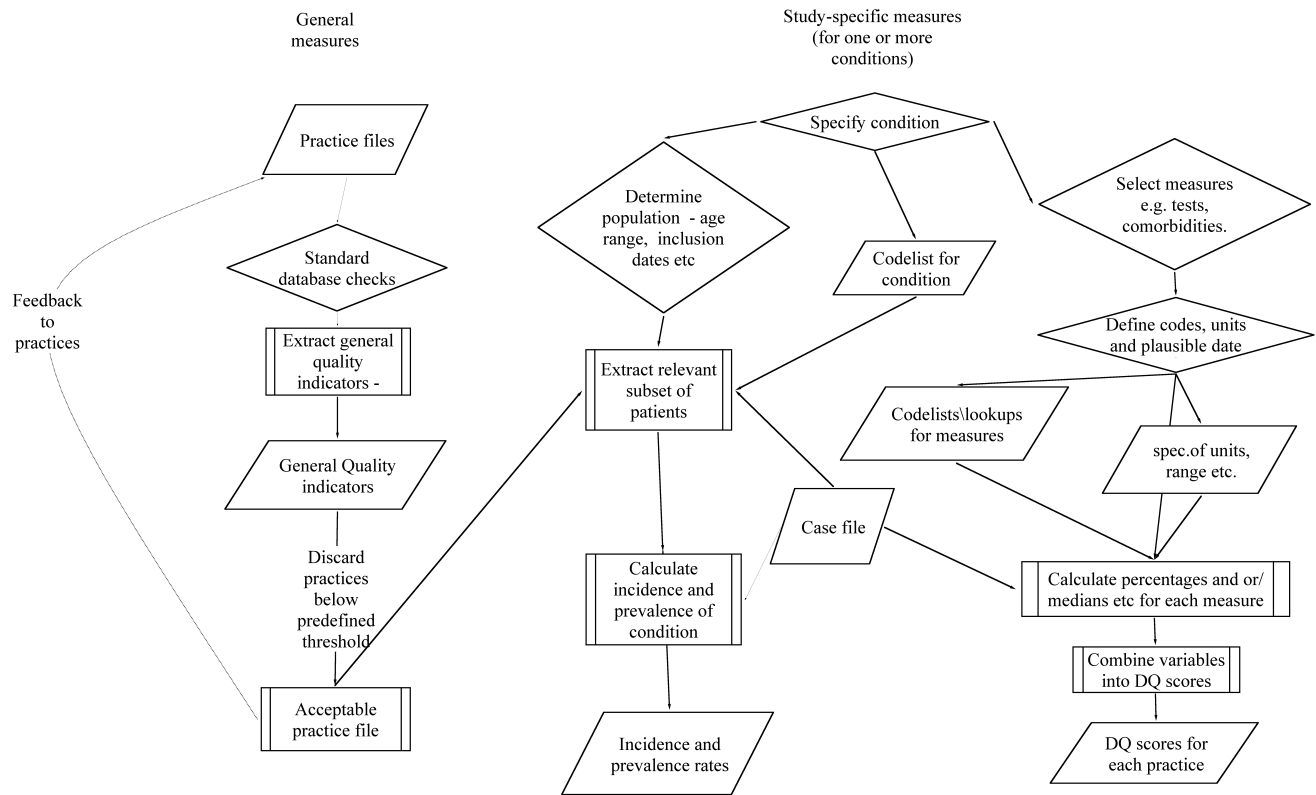 General
measures
Study-specific measures
(for one or more
conditions)
Practice files
Specify condition
Determine
population - age
range, inclusion
dates etc
Select measures
e.g. tests,
comorbidities.
Standard
database checks
Codelist for
condition
Feedback
to
practices
Extract general
quality
indicators -
Define codes, units
and plausible date
Extract relevant
subset of
patients
Codelists\lookups
for measures
General Quality
indicators
spec.of units,
range etc.
Case file
Discard
practices
below
predefined
threshold
Calculate
incidence and
prevalence of
condition
Calculate percentages and or/
medians etc for each measure
Combine variables
into DQ scores
Acceptable
practice file
Incidence and
prevalence rates
DQ scores for
each practice